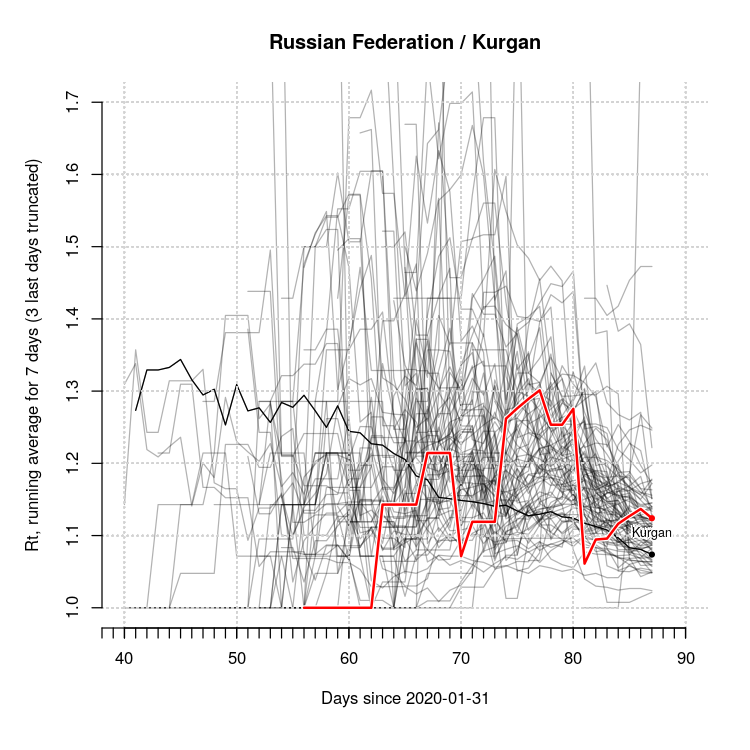 Russian Federation / Kurgan
Rt, running average for 7 days (3 last days truncated)
1.7
1.6
1.5
1.4
1.3
1.2
1.1
1.0
Kurgan
40 50 60 70 80 90
Days since 2020-01-31